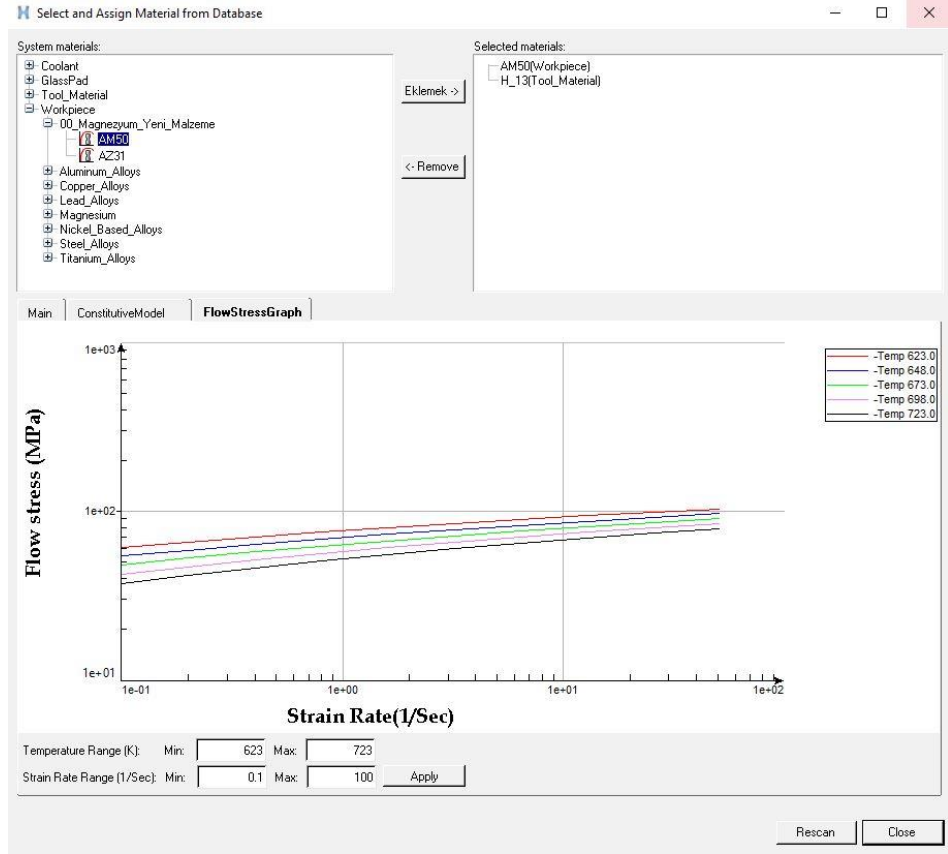 Select and Assign Material from Database
System materials:
Coolant
GlassPad
Tool_Material
Workpiece
00_Magnezyum_Yeni_Malzeme
AM50
AZ31
Aluminum_Alloys
Copper_Alloys
Lead_Alloys
Magnesium
Nickel_Based_Alloys
Steel_Alloys
Titanium_Alloys
Eklemek ->
<- Remove
Selected materials:
AM50(Workpiece)
H_13(Tool_Material)
Main ConstitutiveModel FlowStressGraph
1e+03
1e+02
1e+01
Flow stress (MPa)
1e-01 1e+00 1e+01 1e+02
Strain Rate(1/Sec)
-Temp 623.0
-Temp 648.0
-Temp 673.0
-Temp 698.0
-Temp 723.0
Temperature Range (K): Min: 623 Max: 723
Strain Rate Range (1/Sec): Min: 0.1 Max: 100 Apply
Rescan Close